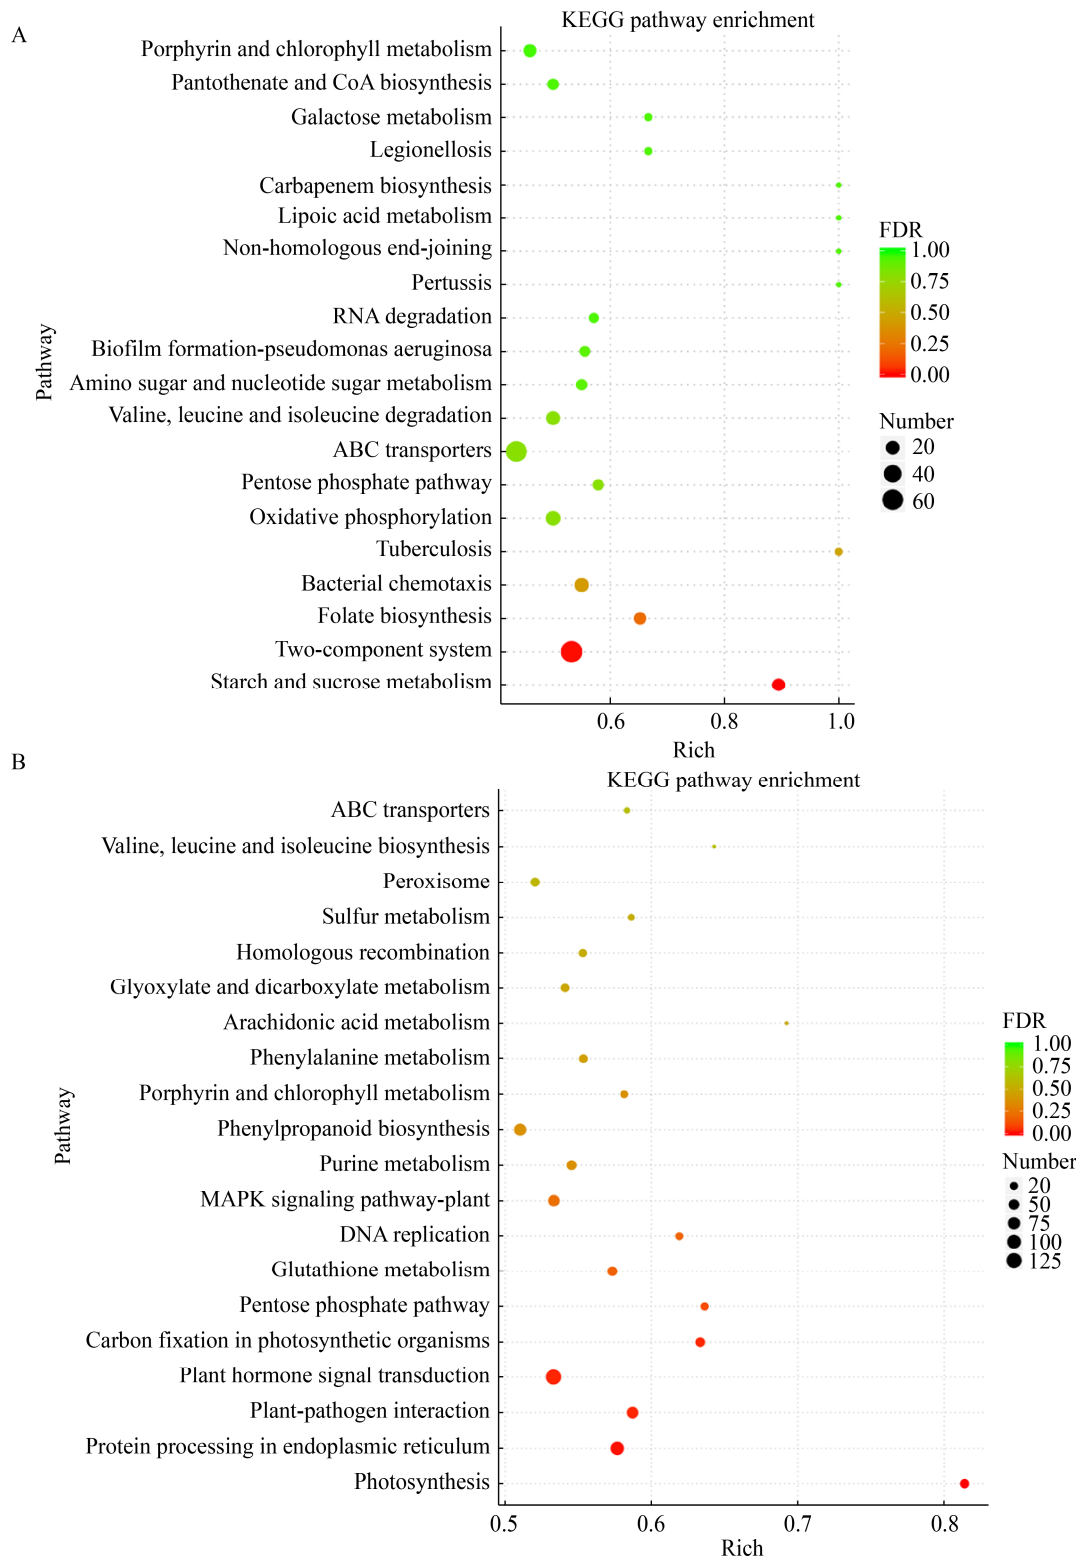 A
KEGG pathway enrichment
Porphyrin and chlorophyll metabolism
Pantothenate and CoA biosynthesis
Galactose metabolism
Legionellosis
Carbapenem biosynthesis
Lipoic acid metabolism
Non-homologous end-joining
Pertussis
RNA degradation
Biofilm formation-pseudomonas aeruginosa
Amino sugar and nucleotide sugar metabolism
Valine, leucine and isoleucine degradation
ABC transporters
Pentose phosphate pathway
Oxidative phosphorylation
Tuberculosis
Bacterial chemotaxis
Folate biosynthesis
Two-component system
Starch and sucrose metabolism
Pathway
0.6 0.8 1.0
Rich
FDR
1.00
0.75
0.50
0.25
0.00
Number
20
40
60
B
KEGG pathway enrichment
ABC transporters
Valine, leucine and isoleucine biosynthesis
Peroxisome
Sulfur metabolism
Homologous recombination
Glyoxylate and dicarboxylate metabolism
Arachidonic acid metabolism
Phenylalanine metabolism
Porphyrin and chlorophyll metabolism
Phenylpropanoid biosynthesis
Purine metabolism
MAPK signaling pathway-plant
DNA replication
Glutathione metabolism
Pentose phosphate pathway
Carbon fixation in photosynthetic organisms
Plant hormone signal transduction
Plant-pathogen interaction
Protein processing in endoplasmic reticulum
Photosynthesis
Pathway
0.5 0.6 0.7 0.8
Rich
FDR
1.00
0.75
0.50
0.25
0.00
Number
20
50
75
100
125